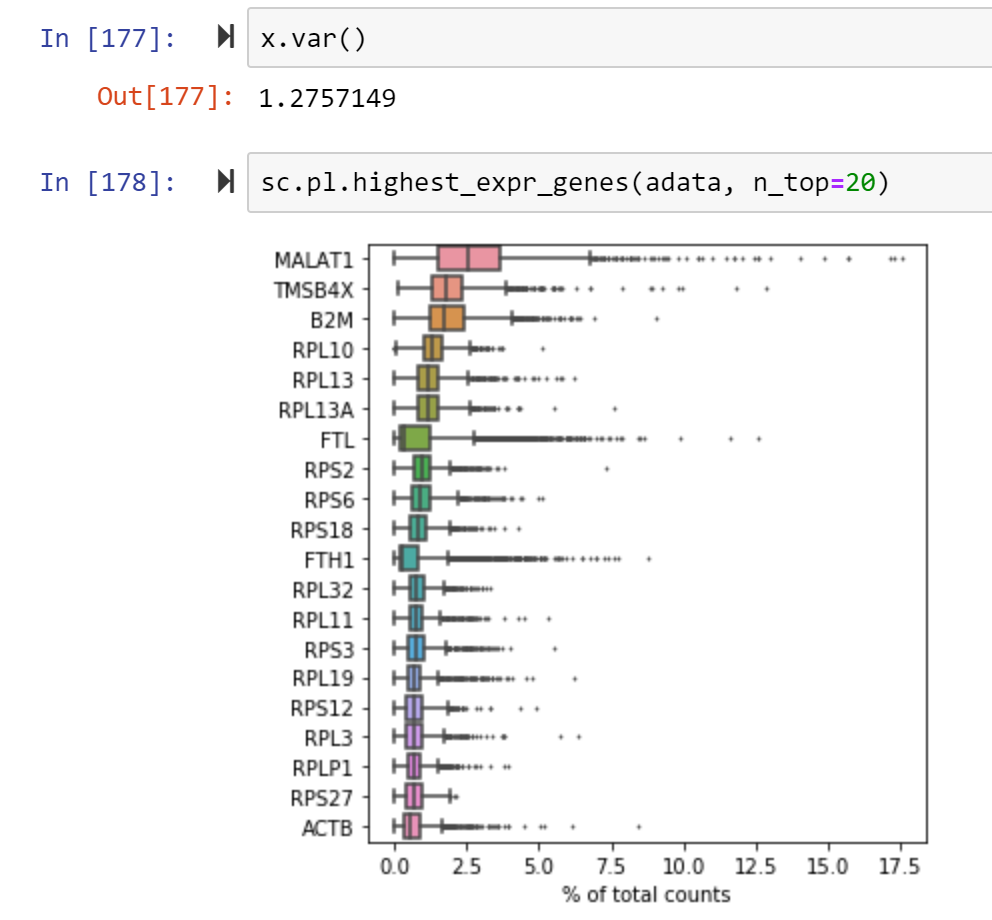 In [177]: x.var()
Out[177]: 1.2757149
In [178]: sc.pl.highest_expr_genes(adata, n_top=20)
MALAT1
TMSB4X
B2M
RPL10
RPL13
RPL13A
FTL
RPS2
RPS6
RPS18
FTH1
RPL32
RPL11
RPS3
RPL19
RPS12
RPL3
RPLP1
RPS27
ACTB
0.0 2.5 5.0 7.5 10.0 12.5 15.0 17.5
% of total counts